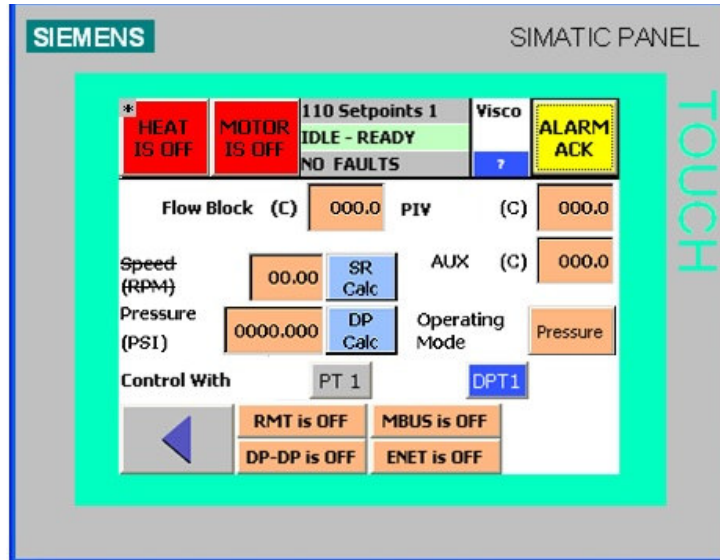 SIEMENS
SIMATIC PANEL
TOUCH
*
HEAT
IS OFF
MOTOR
IS OFF
110 Setpoints 1
IDLE - READY
NO FAULTS
Visco
?
ALARM
ACK
Flow Block (C) 000.0 PIV (C) 000.0
AUX (C) 000.0
Speed
(RPM)
00.00
SR
Calc
Pressure
(PSI)
0000.000
DP
Calc
Operating
Mode
Pressure
Control With PT 1 DPT1
RMT is OFF MBUS is OFF
DP-DP is OFF ENET is OFF